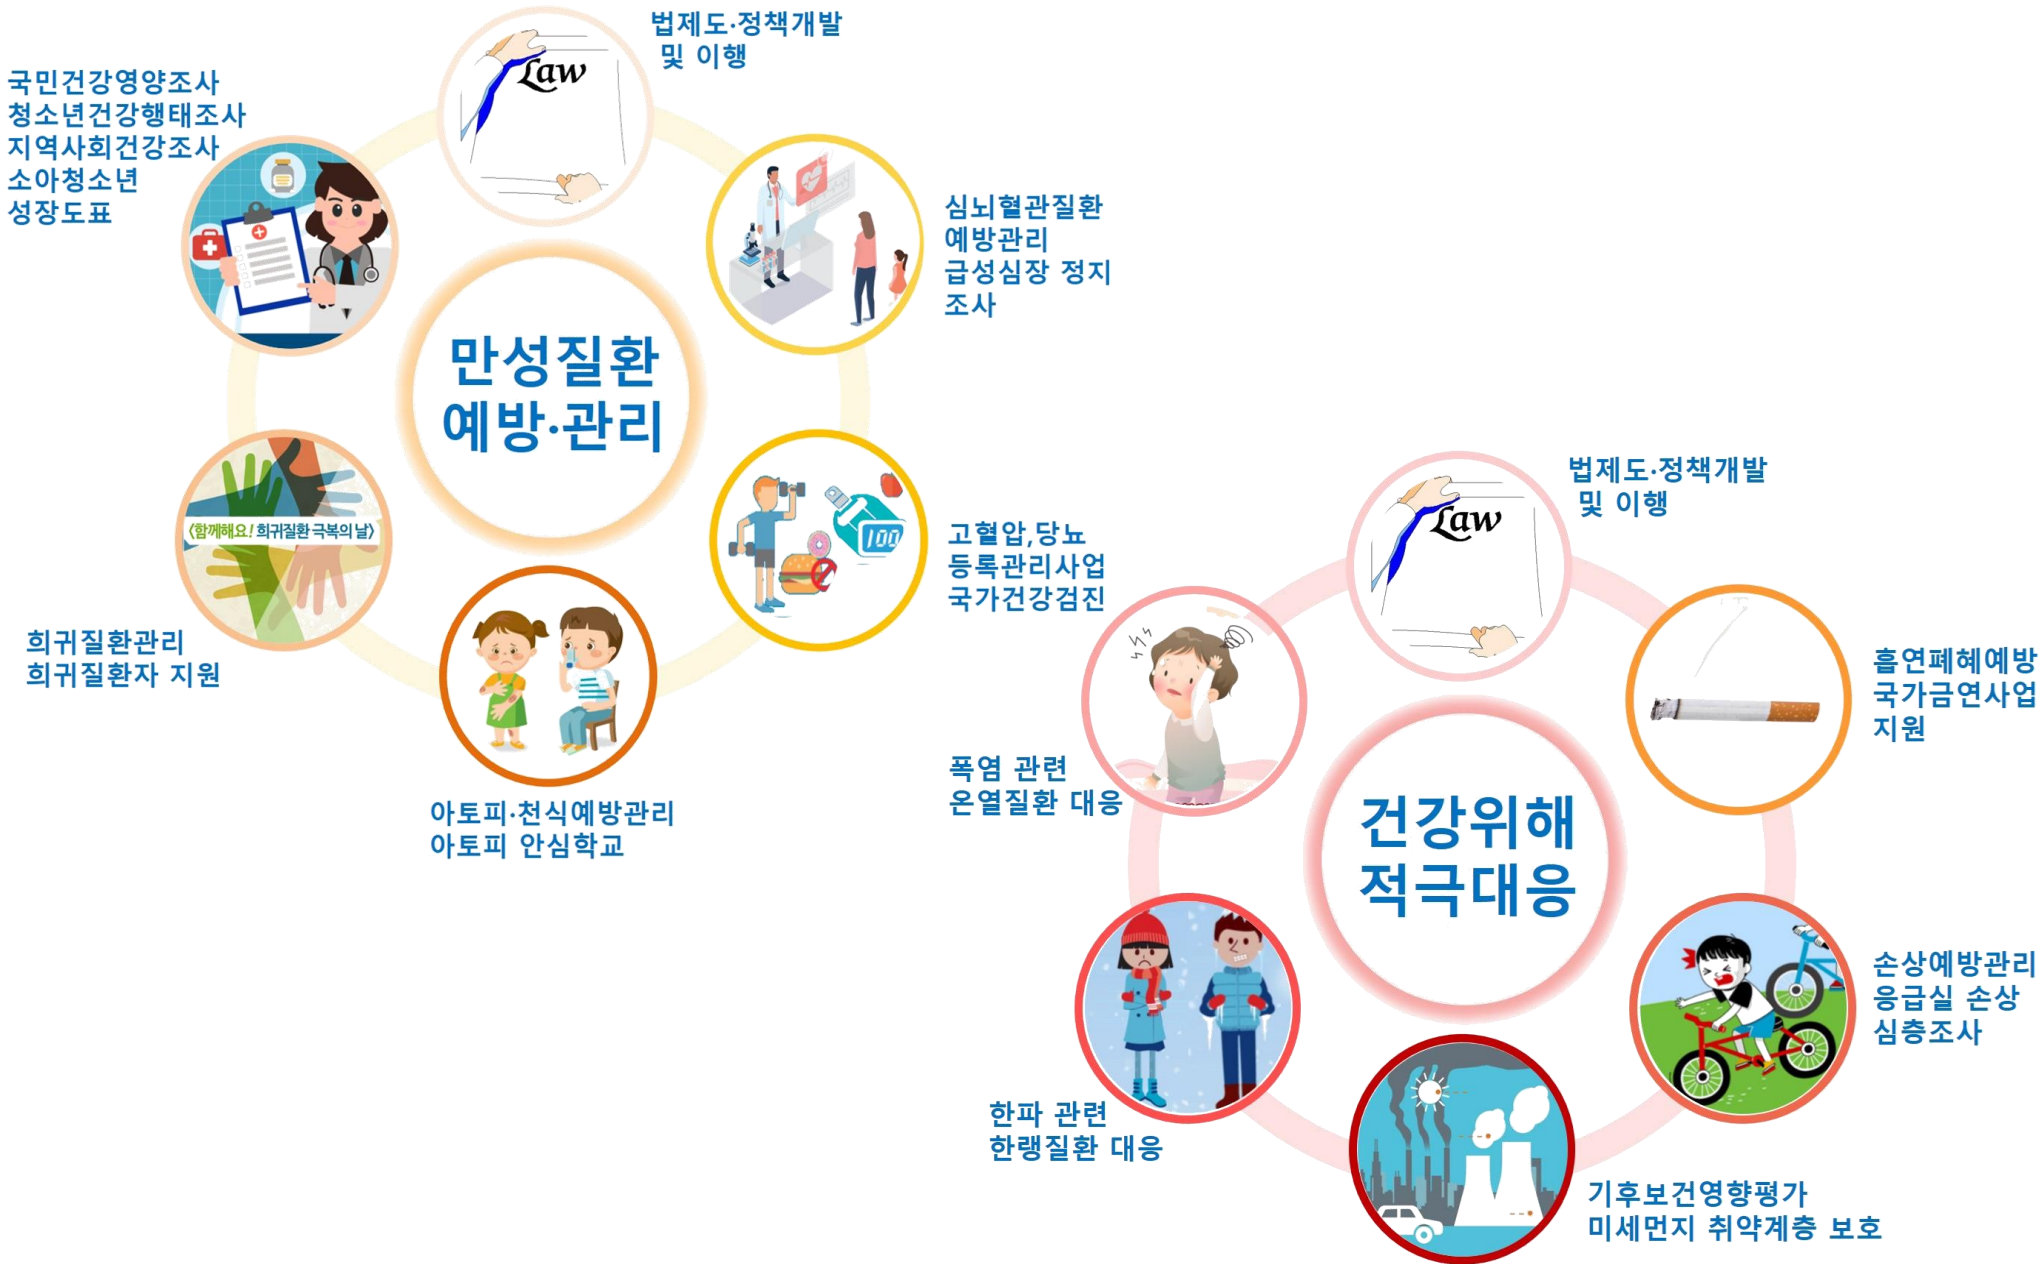 법제도·정책개발
및 이행
Law
국민건강영양조사
청소년건강행태조사
지역사회건강조사
소아청소년
성장도표
심뇌혈관질환
예방관리
급성심장 정지
조사
만성질환
예방·관리
<함께해요! 희귀질환 극복의 날>
100
고혈압,당뇨
등록관리사업
국가건강검진
희귀질환관리
희귀질환자 지원
아토피·천식예방관리
아토피 안심학교
법제도·정책개발
및 이행
Law
흡연폐혜예방
국가금연사업
지원
폭염 관련
온열질환 대응
건강위해
적극대응
손상예방관리
응급실 손상
심층조사
한파 관련
한랭질환 대응
기후보건영향평가
미세먼지 취약계층 보호